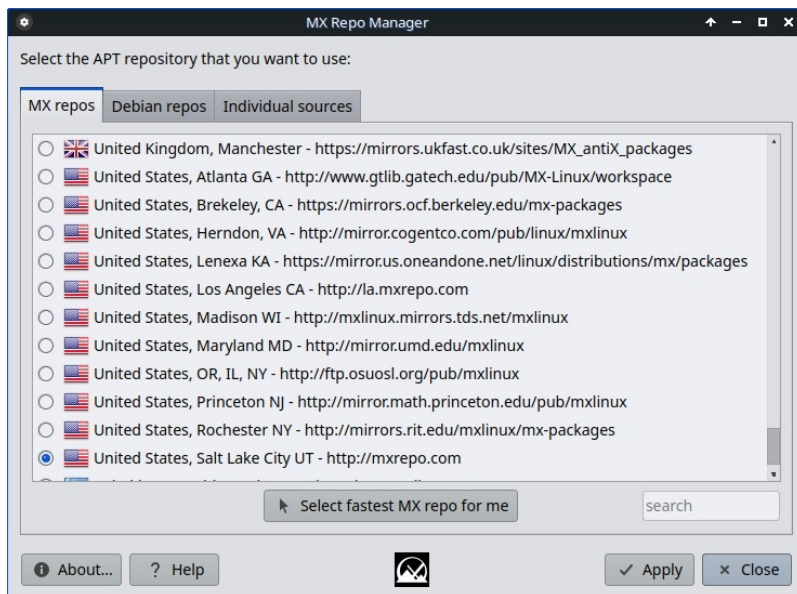 MX Repo Manager
Select the APT repository that you want to use:
MX repos Debian repos Individual sources
United Kingdom, Manchester - https://mirrors.ukfast.co.uk/sites/MX_antiX_packages
United States, Atlanta GA - http://www.gtlib.gatech.edu/pub/MX-Linux/workspace
United States, Brekeley, CA - https://mirrors.ocf.berkeley.edu/mx-packages
United States, Herndon, VA - http://mirror.cogentco.com/pub/linux/mxlinux
United States, Lenexa KA - https://mirror.us.oneandone.net/linux/distributions/mx/packages
United States, Los Angeles CA - http://la.mxrepo.com
United States, Madison WI - http://mxlinux.mirrors.tds.net/mxlinux
United States, Maryland MD - http://mirror.umd.edu/mxlinux
United States, OR, IL, NY - http://ftp.osuosl.org/pub/mxlinux
United States, Princeton NJ - http://mirror.math.princeton.edu/pub/mxlinux
United States, Rochester NY - http://mirrors.rit.edu/mxlinux/mx-packages
United States, Salt Lake City UT - http://mxrepo.com
Select fastest MX repo for me search
About... ? Help Apply Close